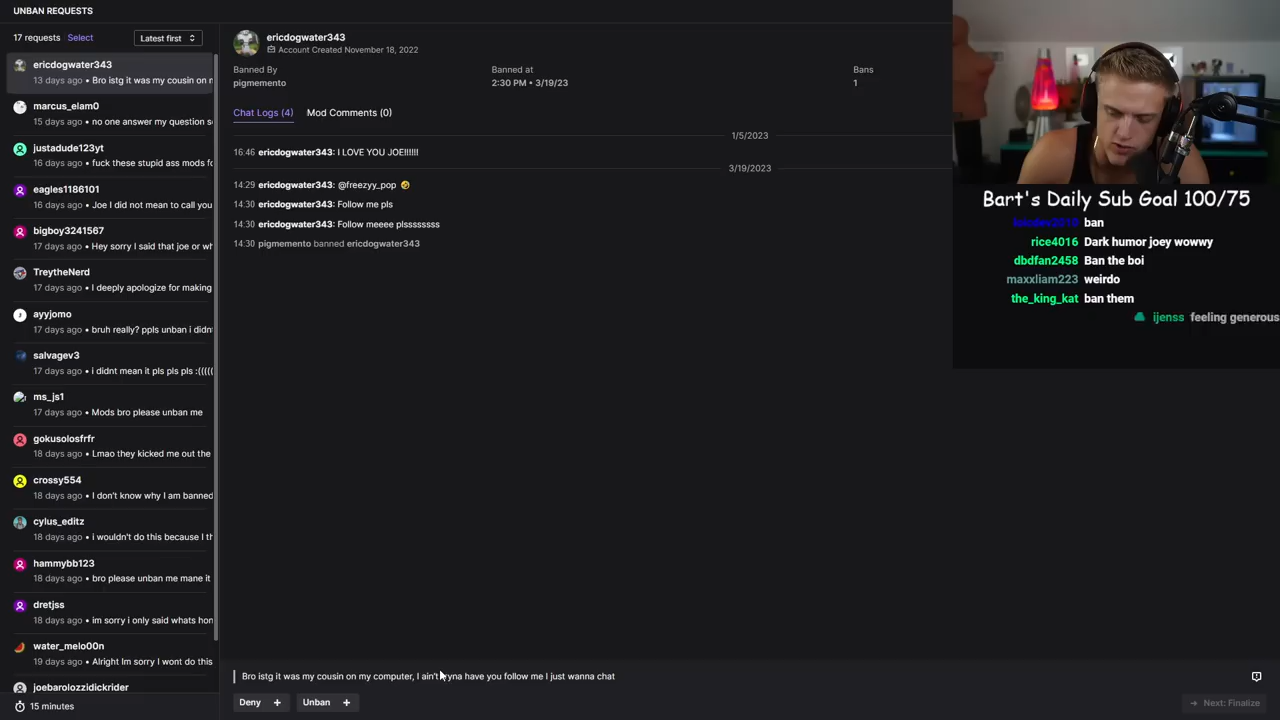 UNBAN REQUESTS
17 requests Select Latest first
ericdogwater343
13 days ago • Bro istg it was my cousin on
marcus_elam0
15 days ago • no one answer my question
justadude123yt
16 days ago • fuck these stupid ass mods
eagles1186101
16 days ago • Joe I did not mean to call you
bigboy3241567
17 days ago • Hey sorry I said that joe or
TreytheNerd
17 days ago • I deeply apologize for making
J
ayyjomo
17 days ago • bruh really? ppls unban i
salvagev3
17 days ago • i didnt mean it pls pls pls :(((((
ms_js1
17 days ago • Mods bro please unban me
gokusolosfrfr
18 days ago • Lmao they kicked me out the
crossy554
18 days ago • I don't know why I am banned
cylus_editz
18 days ago • i wouldn't do this because I
hammybb123
18 days ago • bro please unban me mane it
dretjss
18 days ago • im sorry i only said whats
water_melo00n
19 days ago • Alright Im sorry I wont do this
joebarolozzidickrider
15 minutes
ericdogwater343
Account Created November 18, 2022
Banned By Banned at Bans
pigmemento 2:30 PM • 3/19/23 1
Chat Logs (4) Mod Comments (0)
1/5/2023
16:46 ericdogwater343: I LOVE YOU JOE!!!!!!
3/19/2023
14:29 ericdogwater343: @freezyy_pop 🤣
14:30 ericdogwater343: Follow me pls
14:30 ericdogwater343: Follow meeee plssssssss
14:30 pigmemento banned ericdogwater343
Bro istg it was my cousin on my computer, I ain't tryna have you follow me I just wanna chat
Deny + Unban + → Next: Finalize
Bart's Daily Sub Goal 100/75
ban
rice4016 Dark humor joey wowwy
dbdfan2458 Ban the boi
maxxliam223 weirdo
the_king_kat ban them
ijenss feeling generous